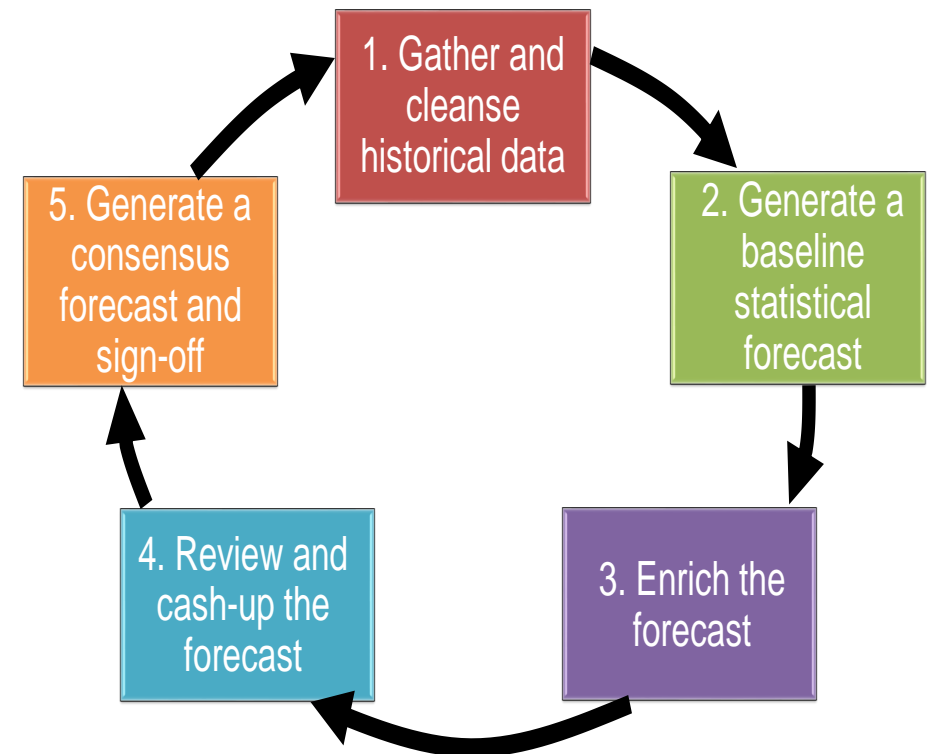 1. Gather and
cleanse
historical data
2. Generate a
baseline
statistical
forecast
3. Enrich the
forecast
4. Review and
cash-up the
forecast
5. Generate a
consensus
forecast and
sign-off